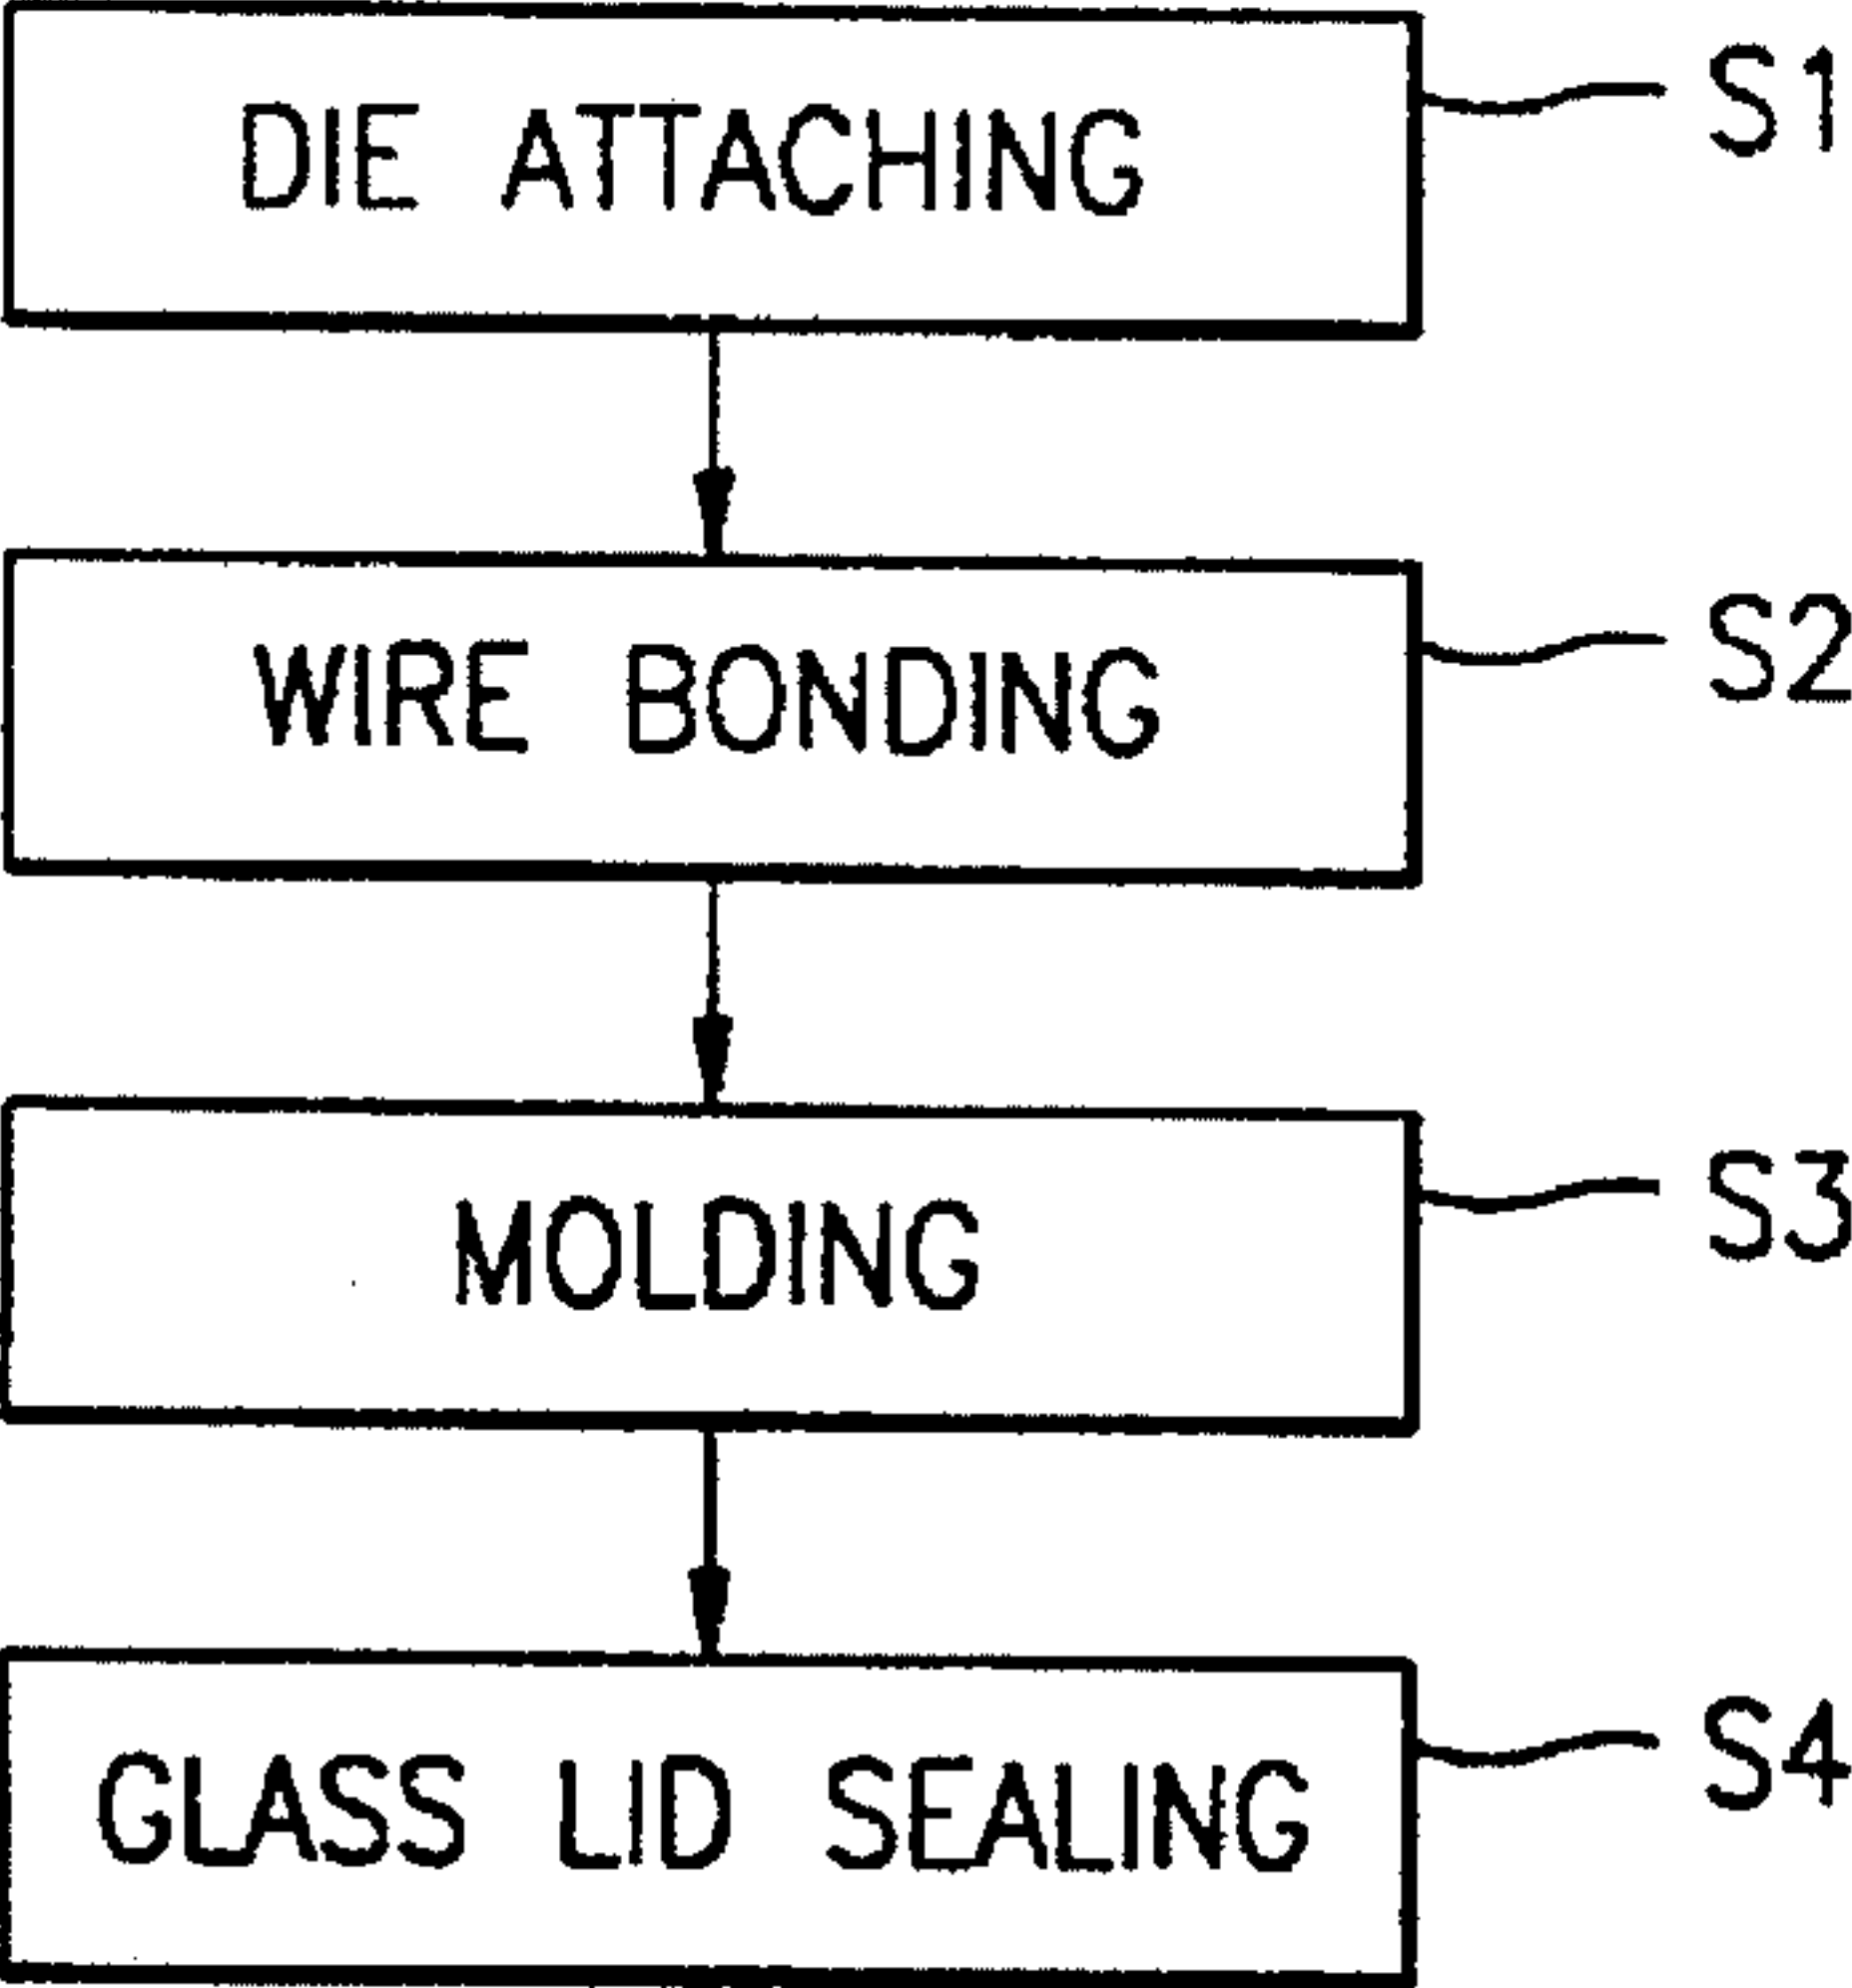 DIE ATTACHING
S1
WIRE BONDING
S2
MOLDING
S3
GLASS LID SEALING
S4